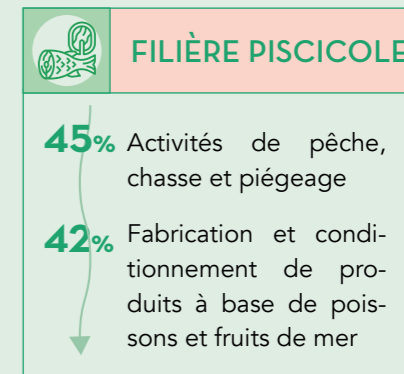 FILIÈRE PISCICOLE
45% Activités de pêche,
chasse et piégeage
42% Fabrication et condi-
tionnement de pro-
duits à base de pois-
sons et fruits de mer